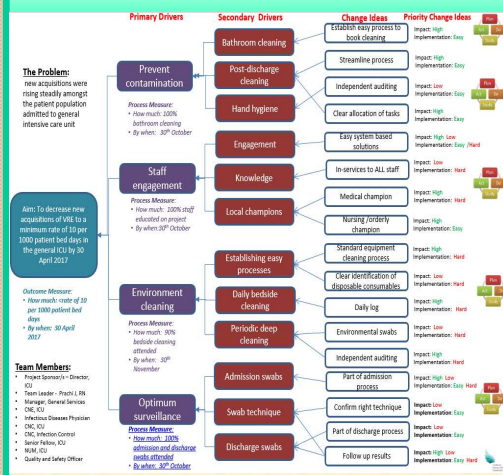 Primary Drivers
Secondary Drivers
Change Ideas
Priority Change Ideas
The Problem:
new acquisitions were
rising steadily amongst
the patient population
admitted to general
intensive care unit
Aim: To decrease new
acquisitions of VRE to a
minimum rate of 10 per
1000 patient bed days in
the general ICU by 30
April 2017
Outcome Measure:
• How much: <rate of 10
per 1000 patient bed
days
• By when: 30 April
2017
Team Members:
• Project Sponsor/s – Director,
ICU
• Team Leader - Prachi J, RN
• Manager, General Services
• CNE, ICU
• Infectious Diseases Physician
• CNC, ICU
• CNC, Infection Control
• Senior Fellow, ICU
• NUM, ICU
• Quality and Safety Officer
Prevent
contamination
Process Measure:
• How much: 100%
bathroom cleaning
• By when: 30th October
Staff
engagement
Process Measure:
• How much: 100% staff
educated on project
• By when:30th October
Environment
cleaning
Process Measure:
• How much: 90%
bedside cleaning
attended
• By when: 30th
November
Optimum
surveillance
Process Measure:
• How much: 100%
admission and discharge
swabs attended
• By when: 30th October
Bathroom cleaning
Post-discharge
cleaning
Hand hygiene
Engagement
Knowledge
Local champions
Establishing easy
processes
Daily bedside
cleaning
Periodic deep
cleaning
Admission swabs
Swab technique
Discharge swabs
Establish easy process to
book cleaning
Streamline process
Independent auditing
Clear allocation of tasks
Easy system based
solutions
In-services to ALL staff
Medical champion
Nursing /orderly
champion
Standard equipment
cleaning process
Clear identification of
disposable consumables
Daily log
Environmental swabs
Independent auditing
Part of admission
process
Confirm right technique
Part of discharge process
Follow up results
Impact: High
Implementation: Easy
Impact: High
Implementation: Easy
Impact: Low
Implementation: Easy
Impact: High
Implementation: Easy
Impact: High Low
Implementation: Easy /Hard
Impact: Low
Implementation: Hard
Impact: High Low
Implementation: Hard
Impact: High
Implementation: Easy
Impact: High
Implementation: Hard
Impact: Low
Implementation: Hard
Impact: High
Implementation: Hard
Impact: Low
Implementation: Hard
Impact: High
Implementation: Hard
Impact: High Low
Implementation: Easy Hard
Impact: Low
Implementation: Easy
Impact: High
Implementation: Easy
Impact: High Low
Implementation: Easy Hard